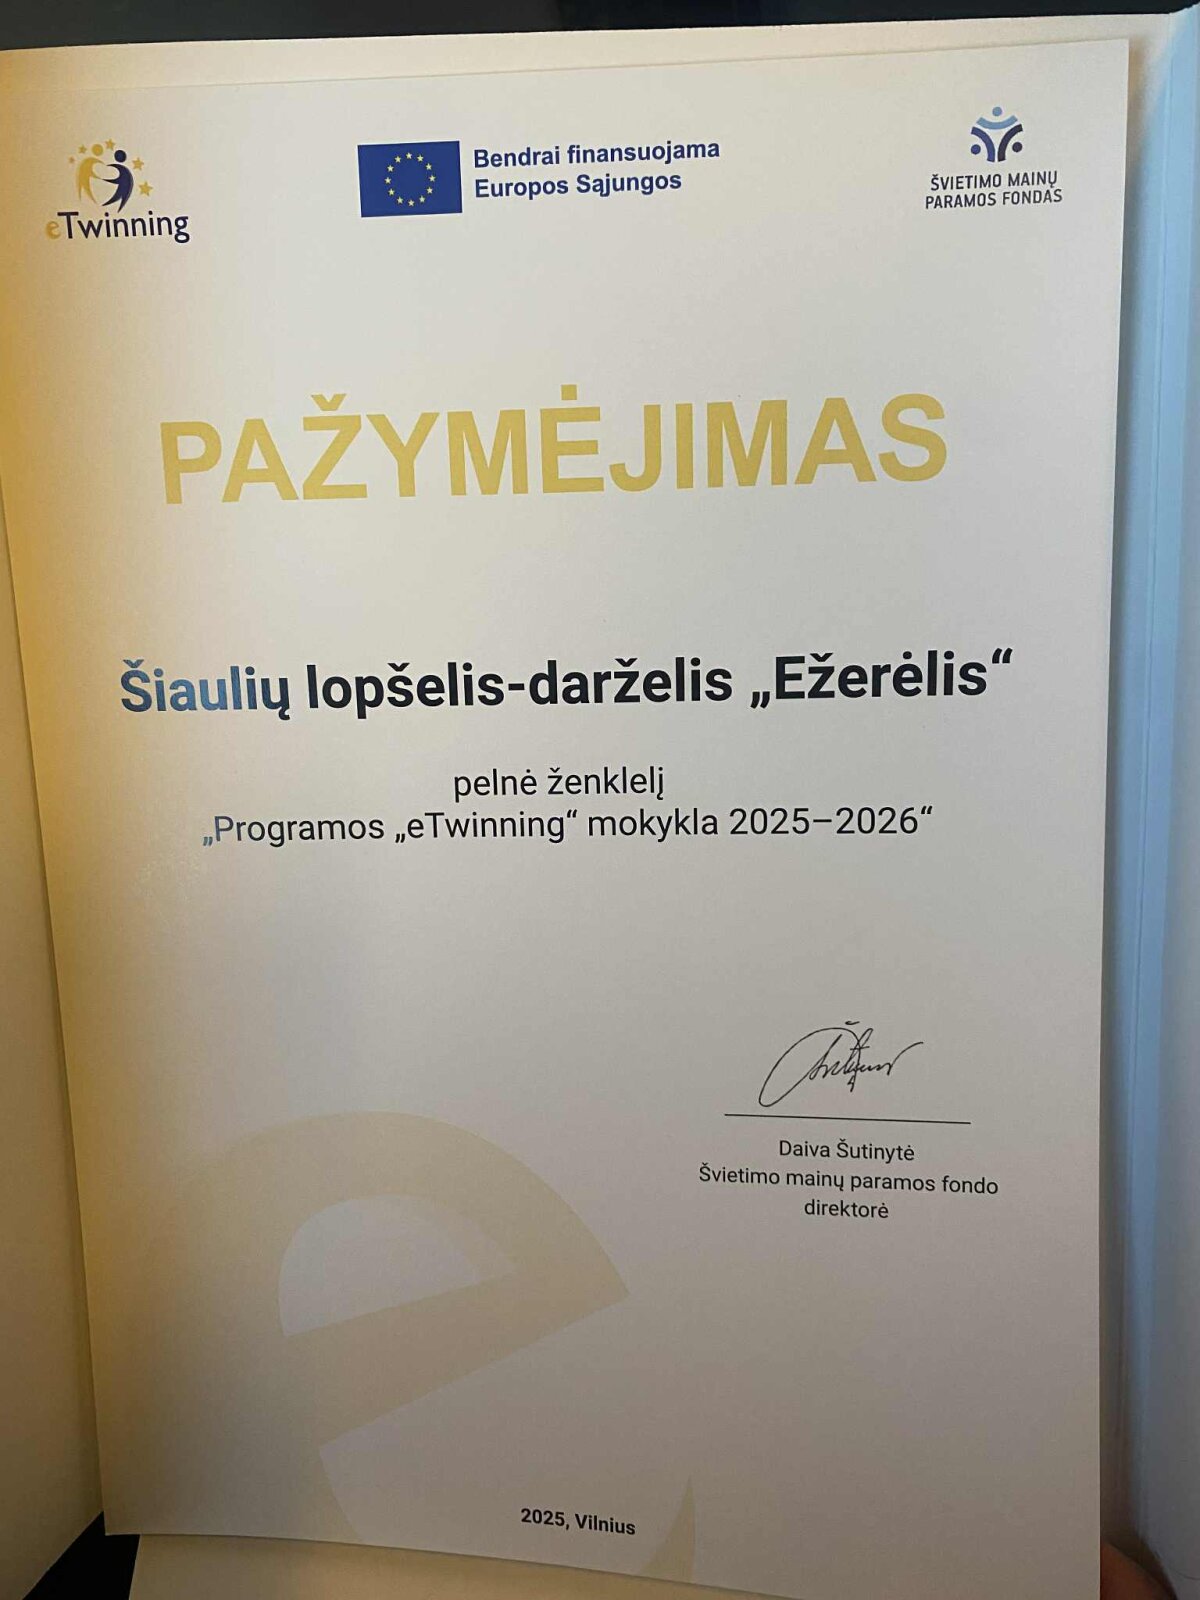 eTwinning
Bendrai finansuojama
Europos Sąjungos
ŠVIETIMO MAINŲ
PARAMOS FONDAS
PAŽYMĖJIMAS
Šiaulių lopšelis-darželis „Ežerėlis“
pelnė ženklelį
„Programos „eTwinning“ mokykla 2025–2026“
Daiva Šutinytė
Švietimo mainų paramos fondo
direktorė
2025, Vilnius